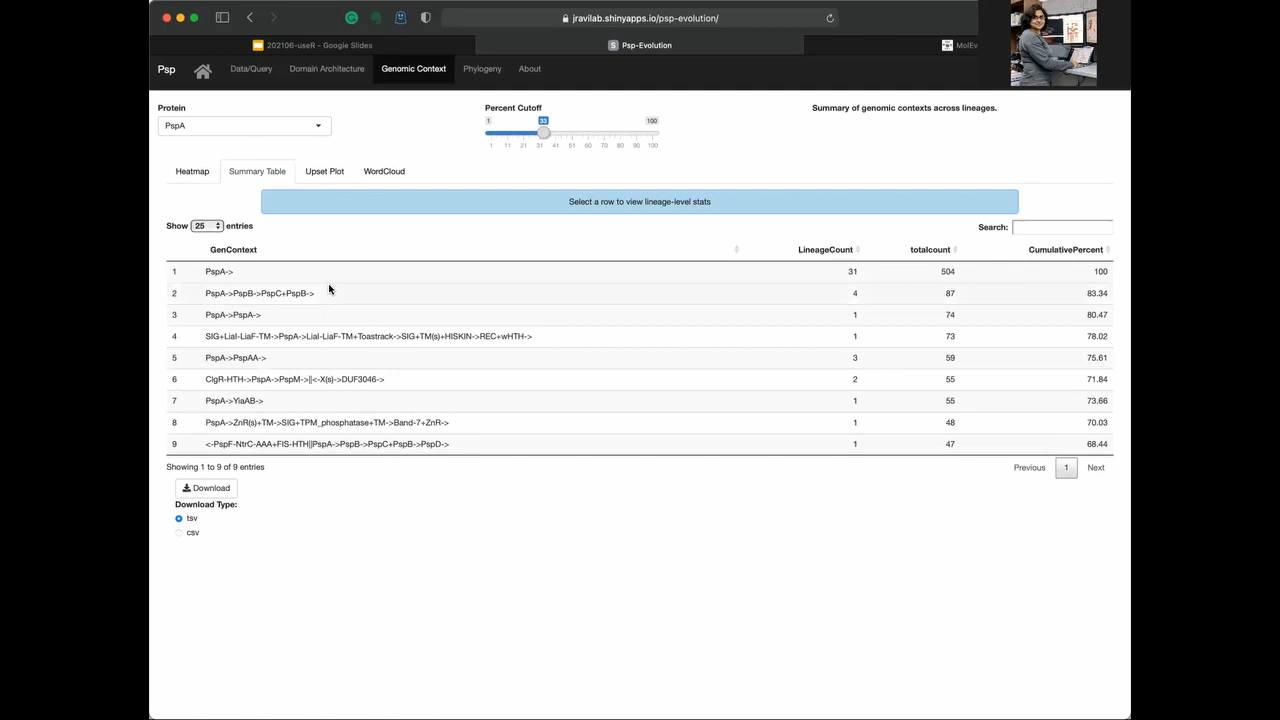 jravilab.shinyapps.io/psp-evolution/
202106-useR - Google Slides
S Psp-Evolution
MolEv
Psp Data/Query Domain Architecture Genomic Context Phylogeny About
Protein Percent Cutoff Summary of genomic contexts across lineages.
1 33 100
PspA
1 11 21 31 41 51 60 70 80 90 100
Heatmap Summary Table Upset Plot WordCloud
Select a row to view lineage-level stats
Show 25 entries Search:
GenContext LineageCount totalcount CumulativePercent
1 PspA-> 31 504 100
2 PspA->PspB->PspC+PspB-> 4 87 83.34
3 PspA->PspA-> 1 74 80.47
4 SIG+LiaI-LiaF-TM->PspA->LiaI-LiaF-TM+Toastrack->SIG+TM(s)+HISKIN->REC+wHTH-> 1 73 78.02
5 PspA->PspAA-> 3 59 75.61
6 ClgR-HTH->PspA->PspM->||<-X(s)->DUF3046-> 2 55 71.84
7 PspA->YiaAB-> 1 55 73.66
8 PspA->ZnR(s)+TM->SIG+TPM_phosphatase+TM->Band-7+ZnR-> 1 48 70.03
9 <-PspF-NtrC-AAA+FIS-HTH||PspA->PspB->PspC+PspB->PspD-> 1 47 68.44
Showing 1 to 9 of 9 entries Previous 1 Next
Download
Download Type:
tsv
csv